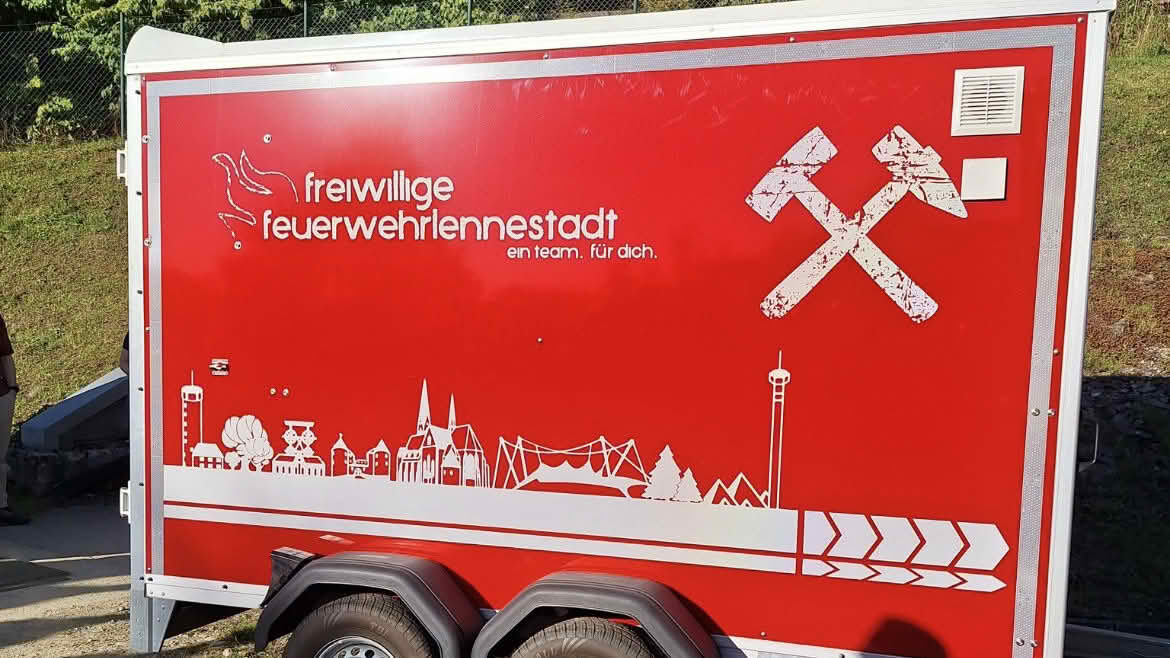 freiwillige
feuerwehrlennestadt
ein team. für dich.